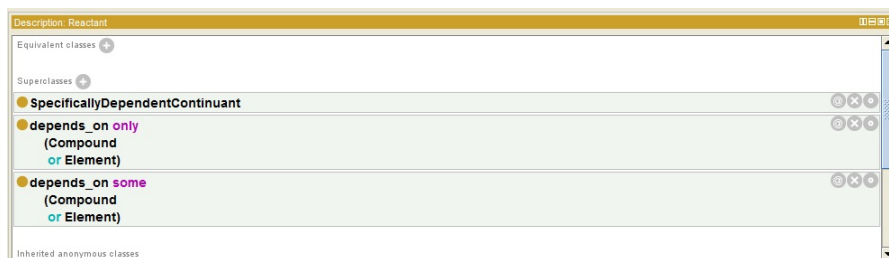 Description: Reactant
Equivalent classes
Superclasses
SpecificallyDependentContinuant
depends_on only
(Compound
or Element)
depends_on some
(Compound
or Element)
Inherited anonymous classes